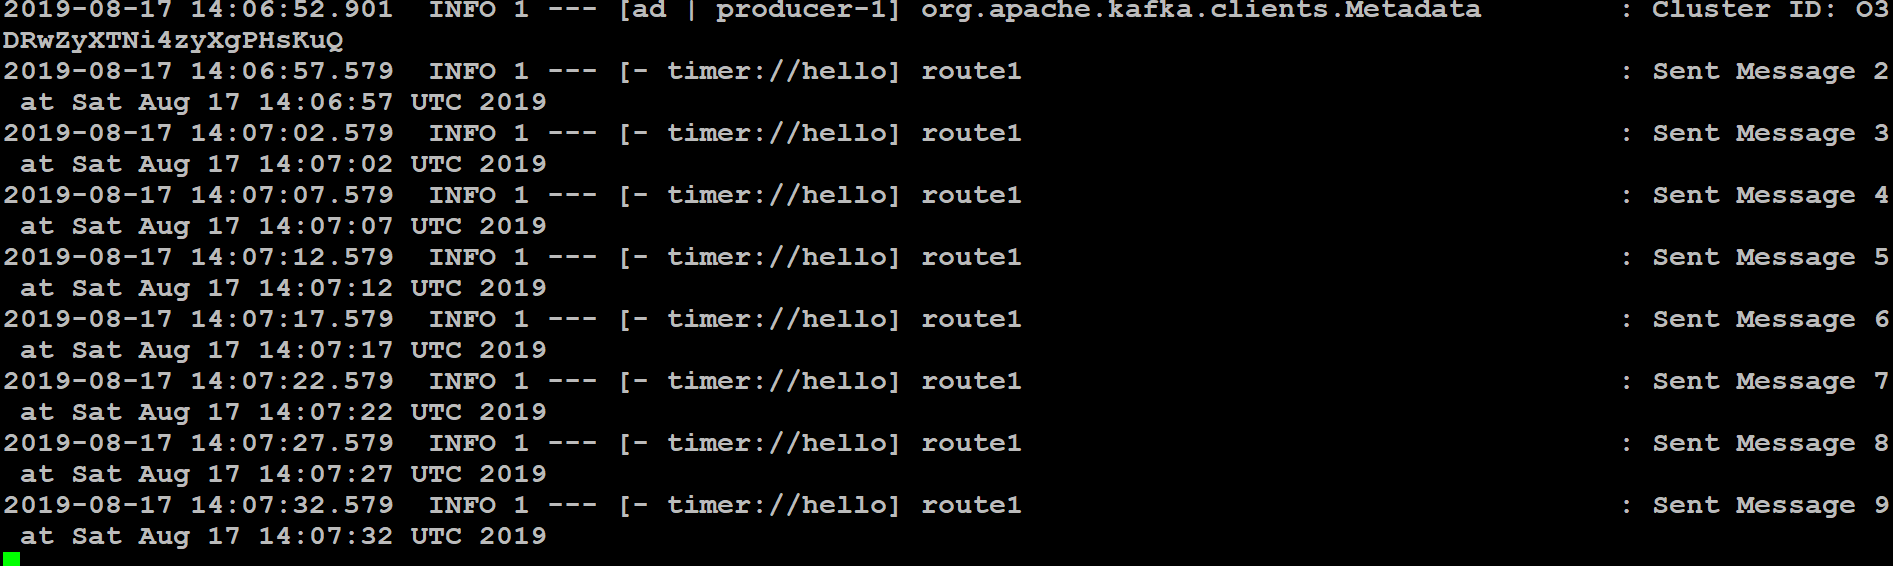 2019-08-17 14:06:52.901  INFO 1 --- [ad | producer-1] org.apache.kafka.clients.Metadata        : Cluster ID: O3
DRwZyXTNi4zyXgPHsKuQ
2019-08-17 14:06:57.579  INFO 1 --- [- timer://hello] route1                                   : Sent Message 2
 at Sat Aug 17 14:06:57 UTC 2019
2019-08-17 14:07:02.579  INFO 1 --- [- timer://hello] route1                                   : Sent Message 3
 at Sat Aug 17 14:07:02 UTC 2019
2019-08-17 14:07:07.579  INFO 1 --- [- timer://hello] route1                                   : Sent Message 4
 at Sat Aug 17 14:07:07 UTC 2019
2019-08-17 14:07:12.579  INFO 1 --- [- timer://hello] route1                                   : Sent Message 5
 at Sat Aug 17 14:07:12 UTC 2019
2019-08-17 14:07:17.579  INFO 1 --- [- timer://hello] route1                                   : Sent Message 6
 at Sat Aug 17 14:07:17 UTC 2019
2019-08-17 14:07:22.579  INFO 1 --- [- timer://hello] route1                                   : Sent Message 7
 at Sat Aug 17 14:07:22 UTC 2019
2019-08-17 14:07:27.579  INFO 1 --- [- timer://hello] route1                                   : Sent Message 8
 at Sat Aug 17 14:07:27 UTC 2019
2019-08-17 14:07:32.579  INFO 1 --- [- timer://hello] route1                                   : Sent Message 9
 at Sat Aug 17 14:07:32 UTC 2019